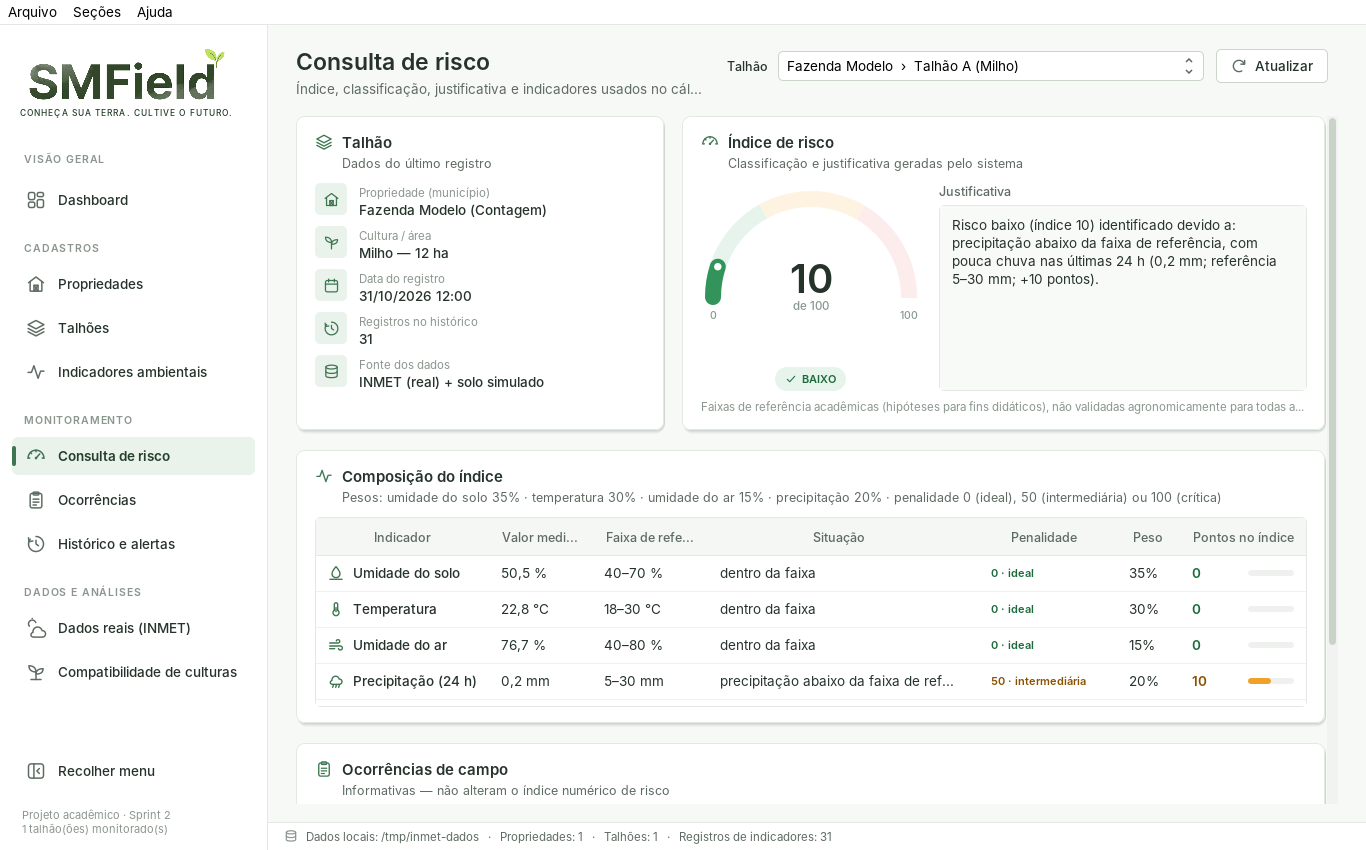 Arquivo Seções Ajuda
SMField
CONHEÇA SUA TERRA. CULTIVE O FUTURO.
VISÃO GERAL
Dashboard
CADASTROS
Propriedades
Talhões
Indicadores ambientais
MONITORAMENTO
Consulta de risco
Ocorrências
Histórico e alertas
DADOS E ANÁLISES
Dados reais (INMET)
Compatibilidade de culturas
Recolher menu
Projeto acadêmico · Sprint 2
1 talhão(ões) monitorado(s)
Consulta de risco
Índice, classificação, justificativa e indicadores usados no cál...
Talhão
Fazenda Modelo › Talhão A (Milho)
Atualizar
Talhão
Dados do último registro
Propriedade (município)
Fazenda Modelo (Contagem)
Cultura / área
Milho — 12 ha
Data do registro
31/10/2026 12:00
Registros no histórico
31
Fonte dos dados
INMET (real) + solo simulado
Índice de risco
Classificação e justificativa geradas pelo sistema
10
de 100
0
100
BAIXO
Justificativa
Risco baixo (índice 10) identificado devido a:
precipitação abaixo da faixa de referência, com
pouca chuva nas últimas 24 h (0,2 mm; referência
5–30 mm; +10 pontos).
Faixas de referência acadêmicas (hipóteses para fins didáticos), não validadas agronomicamente para todas a...
Composição do índice
Pesos: umidade do solo 35% · temperatura 30% · umidade do ar 15% · precipitação 20% · penalidade 0 (ideal), 50 (intermediária) ou 100 (crítica)
Indicador Valor medi... Faixa de refe... Situação Penalidade Peso Pontos no índice
Umidade do solo 50,5 % 40–70 % dentro da faixa 0 · ideal 35% 0
Temperatura 22,8 °C 18–30 °C dentro da faixa 0 · ideal 30% 0
Umidade do ar 76,7 % 40–80 % dentro da faixa 0 · ideal 15% 0
Precipitação (24 h) 0,2 mm 5–30 mm precipitação abaixo da faixa de ref... 50 · intermediária 20% 10
Ocorrências de campo
Informativas — não alteram o índice numérico de risco
Dados locais: /tmp/inmet-dados · Propriedades: 1 · Talhões: 1 · Registros de indicadores: 31